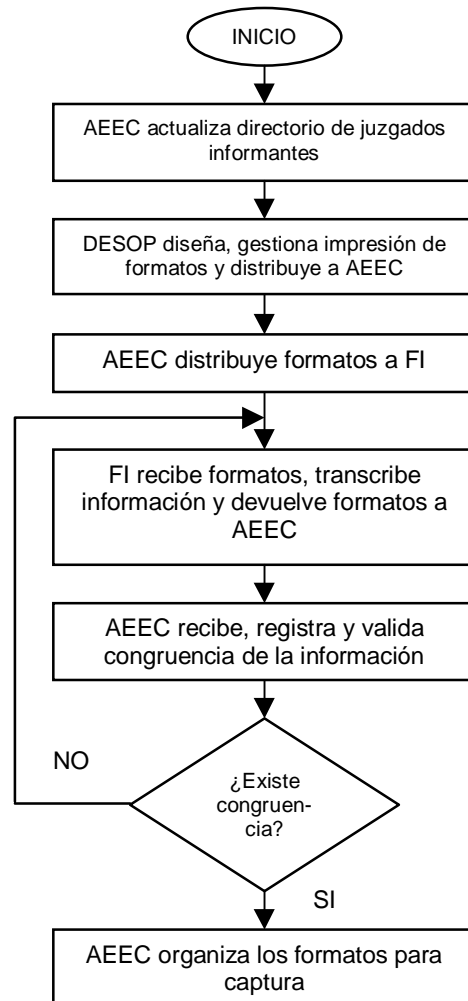 INICIO
AEEC actualiza directorio de juzgados
informantes
DESOP diseña, gestiona impresión de
formatos y distribuye a AEEC
AEEC distribuye formatos a FI
FI recibe formatos, transcribe
información y devuelve formatos a
AEEC
AEEC recibe, registra y valida
congruencia de la información
NO
¿Existe
congruen-
cia?
SI
AEEC organiza los formatos para
captura